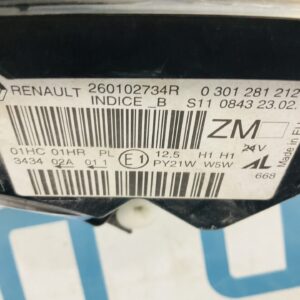 RENAULT 260102734R 0 301 281 212
INDICE _B S11 0843 23.02
ZM
01HC 01HR PL E1 12.5 H1 H1 24V
3434 02A 01 1 PY21W W5W AL
668
Made in